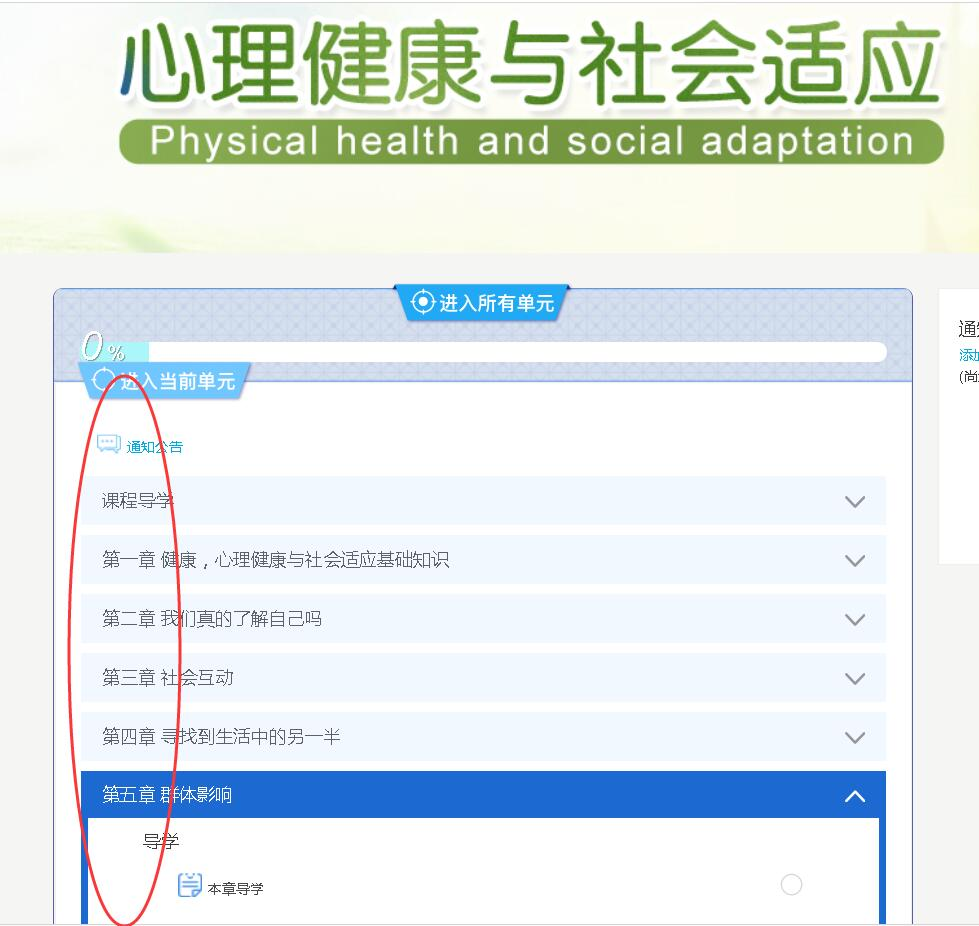 心理健康与社会适应
Physical health and social adaptation
进入所有单元
0 %
进入当前单元
通知公告
课程导学
第一章 健康，心理健康与社会适应基础知识
第二章 我们真的了解自己吗
第三章 社会互动
第四章 寻找到生活中的另一半
第五章 群体影响
导学
本章导学
通
添加
(尚